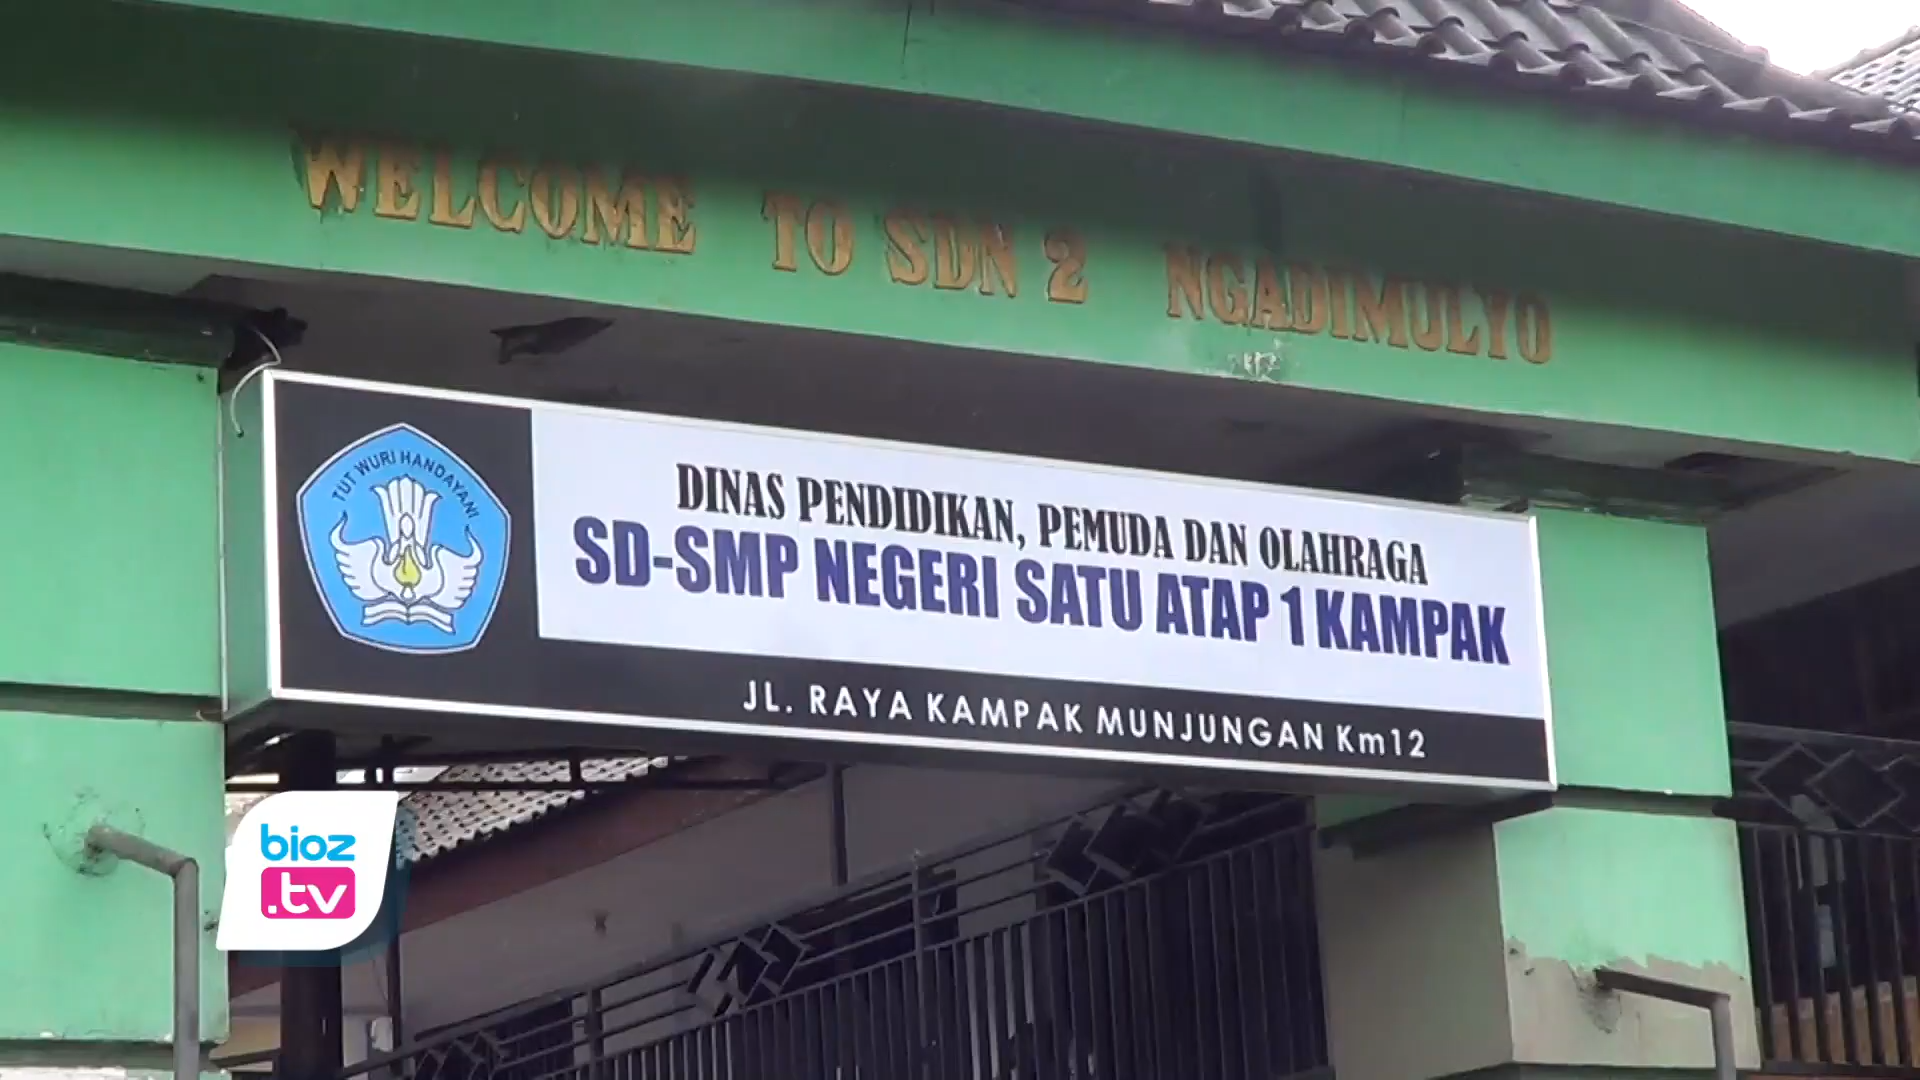 WELCOME TO SDN 2 NGADIMULYO
TUT WURI HANDAYANI
DINAS PENDIDIKAN, PEMUDA DAN OLAHRAGA
SD-SMP NEGERI SATU ATAP 1 KAMPAK
JL. RAYA KAMPAK MUNJUNGAN Km12
bioz
.tv